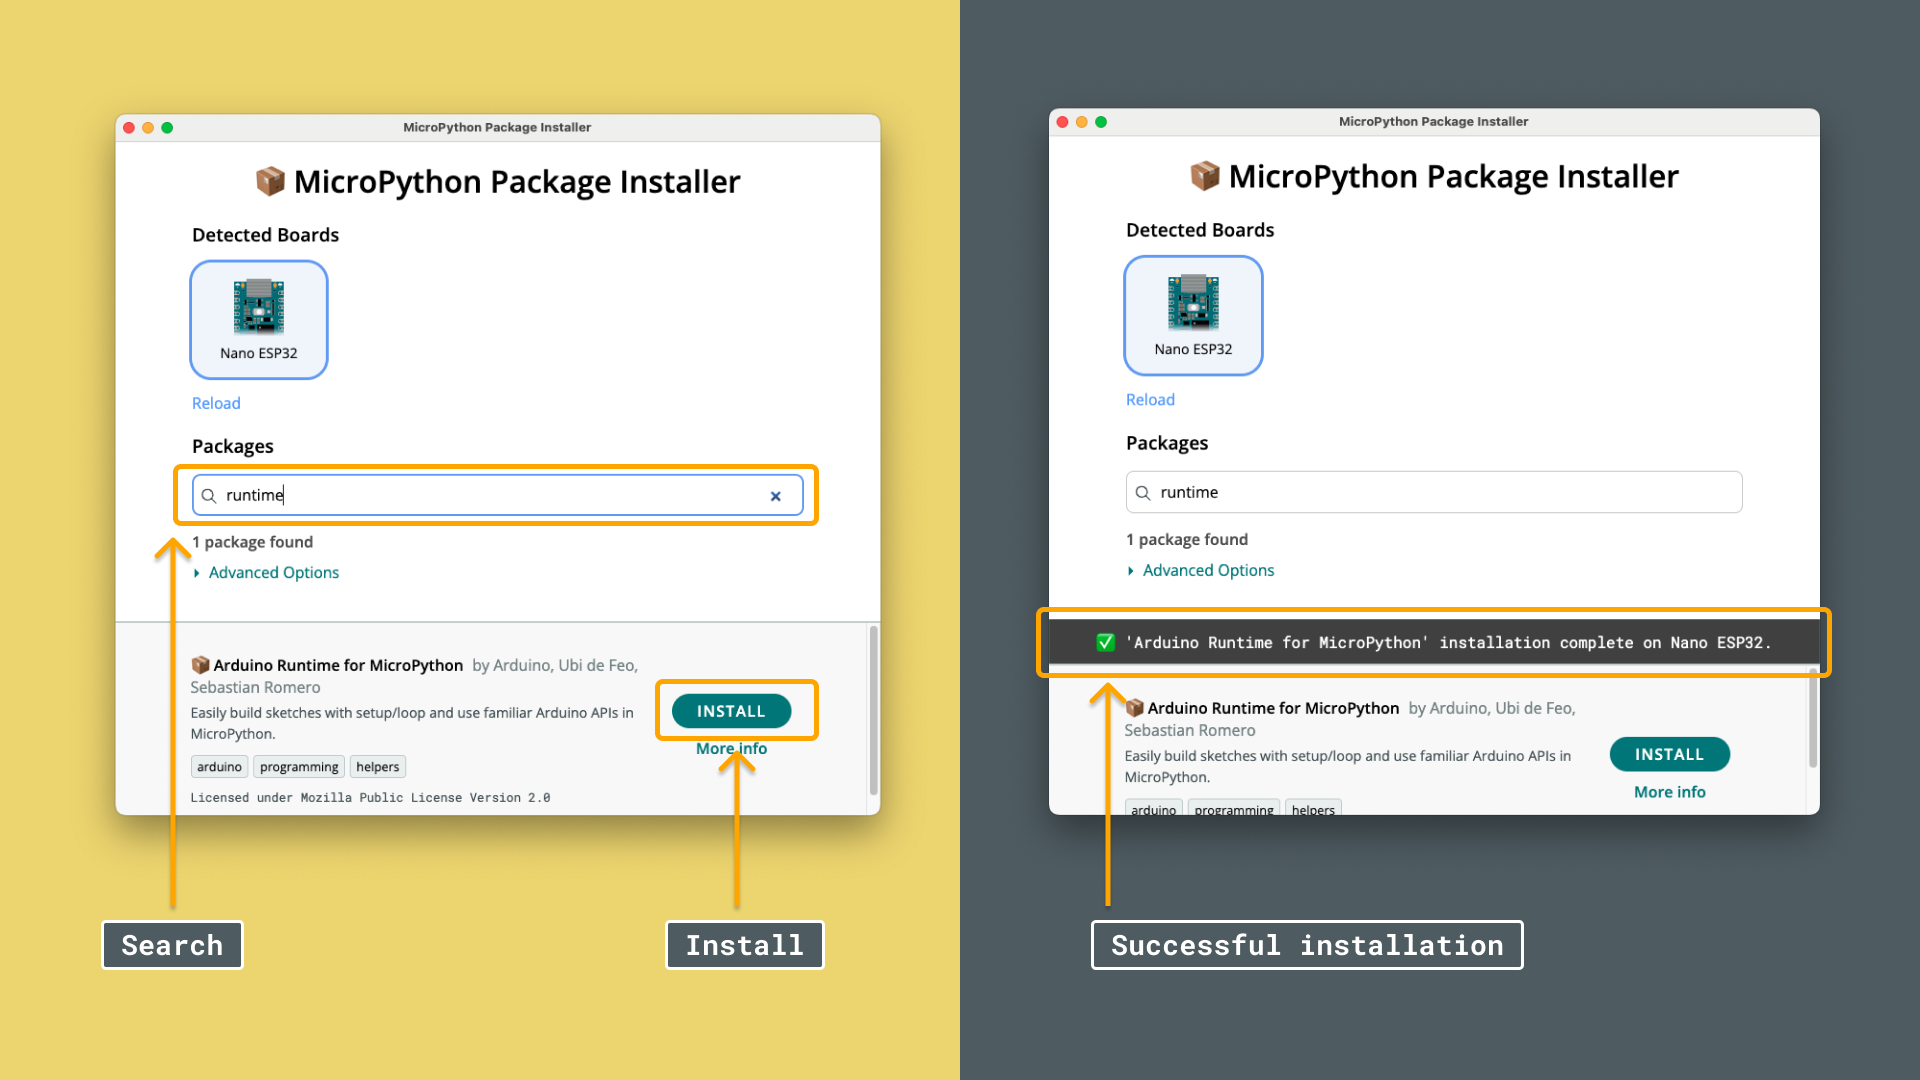 MicroPython Package Installer
MicroPython Package Installer
Detected Boards
Nano ESP32
Reload
Packages
runtime
1 package found
Advanced Options
Arduino Runtime for MicroPython by Arduino, Ubi de Feo,
Sebastian Romero
Easily build sketches with setup/loop and use familiar Arduino APIs in
MicroPython.
INSTALL
More info
arduino programming helpers
Licensed under Mozilla Public License Version 2.0
Search
Install
MicroPython Package Installer
MicroPython Package Installer
Detected Boards
Nano ESP32
Reload
Packages
runtime
1 package found
Advanced Options
'Arduino Runtime for MicroPython' installation complete on Nano ESP32.
Arduino Runtime for MicroPython by Arduino, Ubi de Feo,
Sebastian Romero
Easily build sketches with setup/loop and use familiar Arduino APIs in
MicroPython.
INSTALL
More info
arduino programming helpers
Successful installation